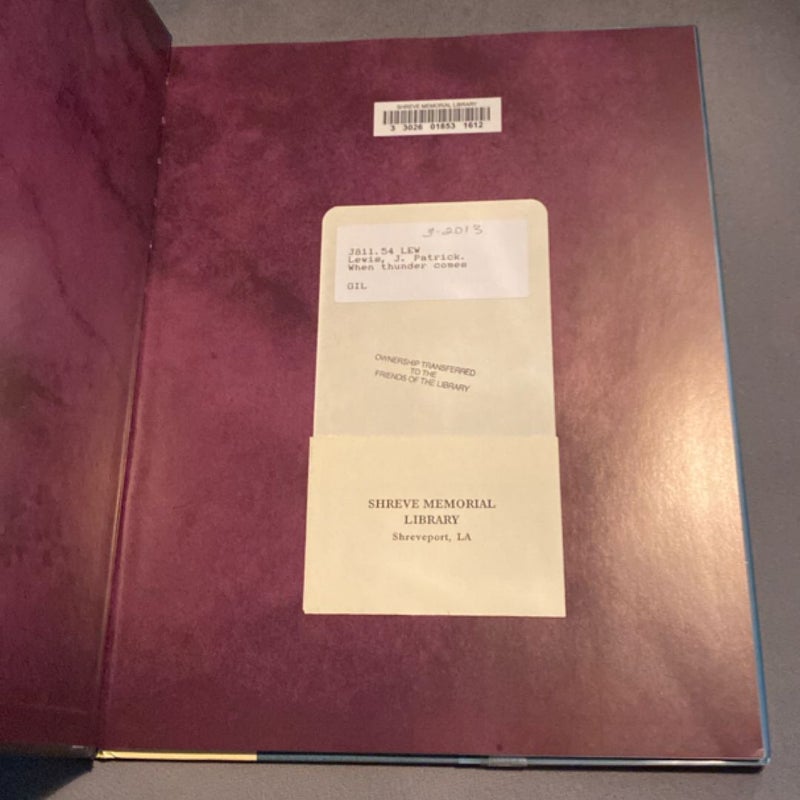 SHREVE MEMORIAL LIBRARY
3 3026 01853 1612
3-2013
J811.54 LEW
Lewis, J. Patrick.
When thunder comes
GIL
OWNERSHIP TRANSFERRED
TO THE
FRIENDS OF THE LIBRARY
SHREVE MEMORIAL
LIBRARY
Shreveport, LA